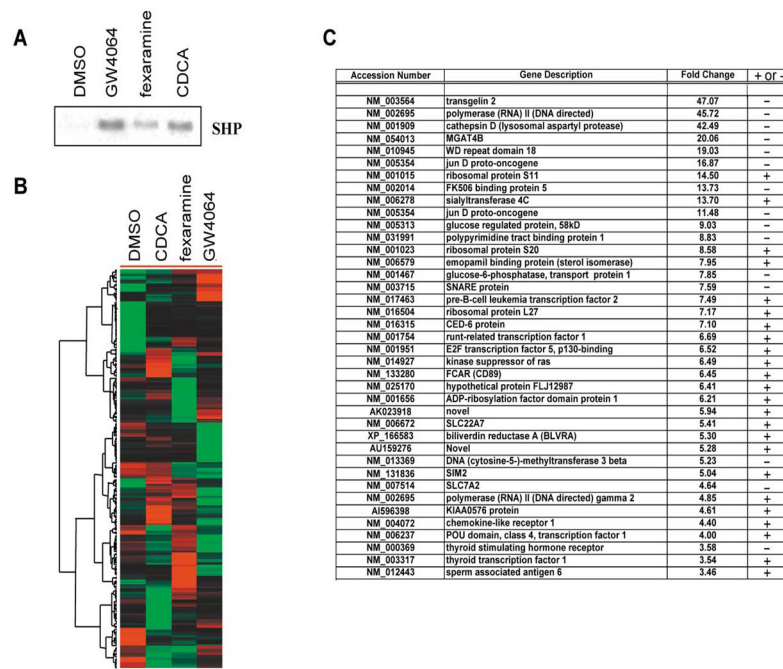 A
DMSO
GW4064
fexaramine
CDCA
SHP
B
DMSO
CDCA
fexaramine
GW4064
C
Accession Number Gene Description Fold Change + or -
NM_003564 transgelin 2 47.07 –
NM_002695 polymerase (RNA) II (DNA directed) 45.72 –
NM_001909 cathepsin D (lysosomal aspartyl protease) 42.49 –
NM_054013 MGAT4B 20.06 –
NM_010945 WD repeat domain 18 19.03 –
NM_005354 jun D proto-oncogene 16.87 –
NM_001015 ribosomal protein S11 14.50 +
NM_002014 FK506 binding protein 5 13.73 –
NM_006278 sialyltransferase 4C 13.70 +
NM_005354 jun D proto-oncogene 11.48 –
NM_005313 glucose regulated protein, 58kD 9.03 –
NM_031991 polypyrimidine tract binding protein 1 8.83 –
NM_001023 ribosomal protein S20 8.58 +
NM_006579 emopamil binding protein (sterol isomerase) 7.95 +
NM_001467 glucose-6-phosphatase, transport protein 1 7.85 –
NM_003715 SNARE protein 7.59 –
NM_017463 pre-B-cell leukemia transcription factor 2 7.49 +
NM_016504 ribosomal protein L27 7.17 +
NM_016315 CED-6 protein 7.10 +
NM_001754 runt-related transcription factor 1 6.69 +
NM_001951 E2F transcription factor 5, p130-binding 6.52 +
NM_014927 kinase suppressor of ras 6.49 +
NM_133280 FCAR (CD89) 6.45 +
NM_025170 hypothetical protein FLJ12987 6.41 +
NM_001656 ADP-ribosylation factor domain protein 1 6.21 +
AK023918 novel 5.94 +
NM_006672 SLC22A7 5.41 +
XP_166583 biliverdin reductase A (BLVRA) 5.30 +
AU159276 Novel 5.28 +
NM_013369 DNA (cytosine-5-)-methyltransferase 3 beta 5.23 –
NM_131836 SIM2 5.04 +
NM_007514 SLC7A2 4.64 –
NM_002695 polymerase (RNA) II (DNA directed) gamma 2 4.85 +
AI596398 KIAA0576 protein 4.61 +
NM_004072 chemokine-like receptor 1 4.40 +
NM_006237 POU domain, class 4, transcription factor 1 4.00 +
NM_000369 thyroid stimulating hormone receptor 3.58 –
NM_003317 thyroid transcription factor 1 3.54 +
NM_012443 sperm associated antigen 6 3.46 +